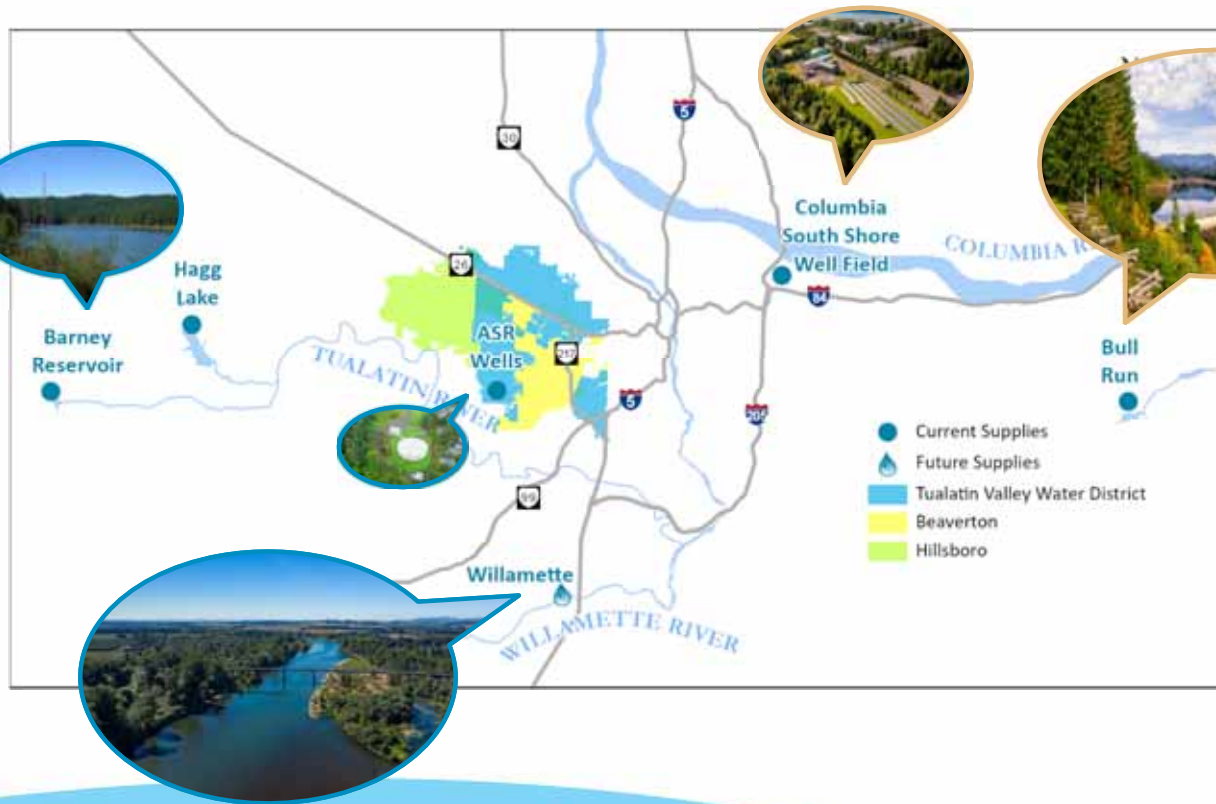 30
5
Columbia
South Shore
Well Field
COLUMBIA R
26
Hagg
Lake
84
Barney
Reservoir
ASR
Wells
217
TUALATIN RIVER
Bull
Run
5
205
Current Supplies
Future Supplies
Tualatin Valley Water District
Beaverton
Hillsboro
99
Willamette
WILLAMETTE RIVER